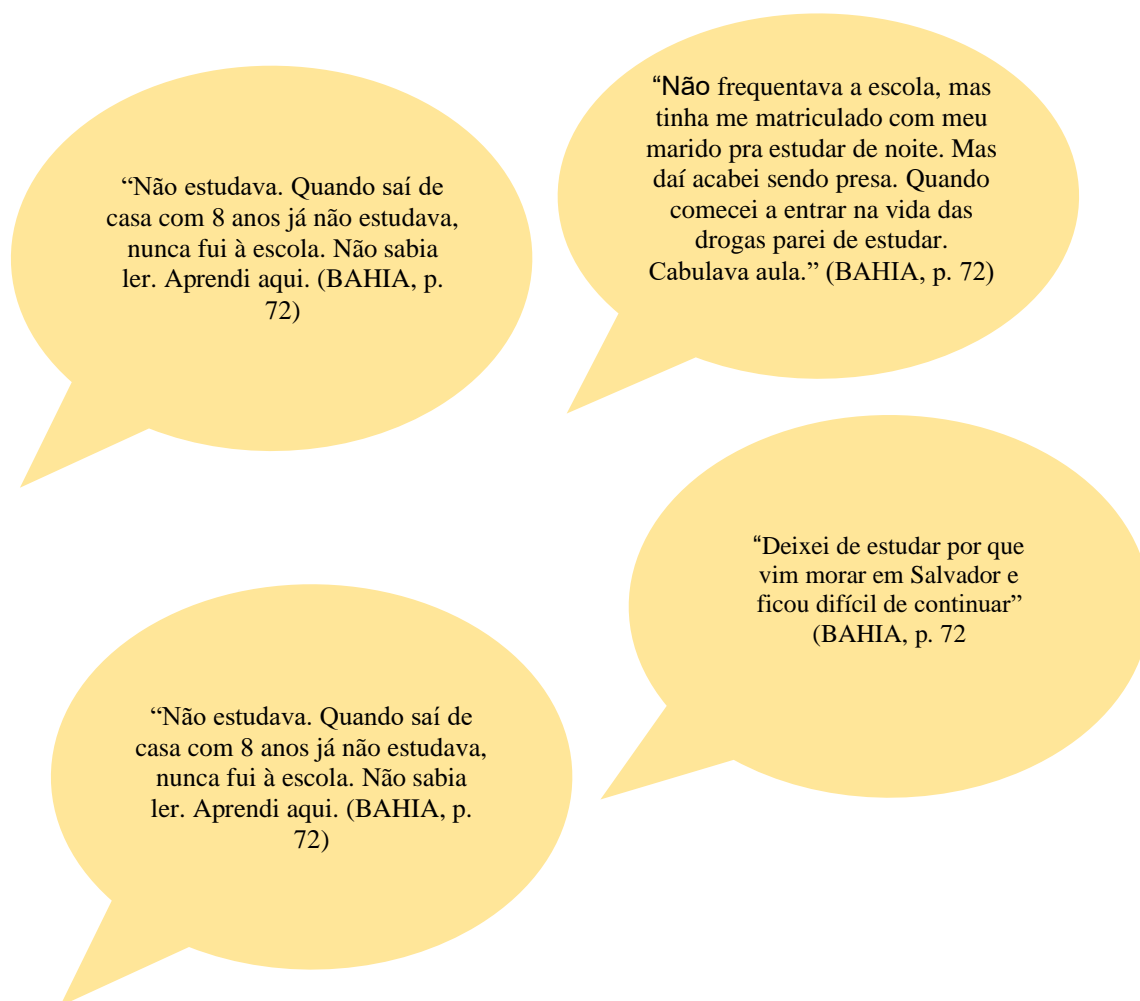 “Não estudava. Quando saí de
casa com 8 anos já não estudava,
nunca fui à escola. Não sabia
ler. Aprendi aqui. (BAHIA, p.
72)
“Não frequentava a escola, mas
tinha me matriculado com meu
marido pra estudar de noite. Mas
daí acabei sendo presa. Quando
comecei a entrar na vida das
drogas parei de estudar.
Cabulava aula.” (BAHIA, p. 72)
“Deixei de estudar por que
vim morar em Salvador e
ficou difícil de continuar”
(BAHIA, p. 72
“Não estudava. Quando saí de
casa com 8 anos já não estudava,
nunca fui à escola. Não sabia
ler. Aprendi aqui. (BAHIA, p.
72)